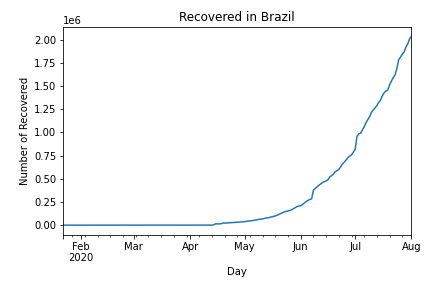 Recovered in Brazil
1e6
2.00
1.75
1.50
1.25
1.00
0.75
0.50
0.25
0.00
Number of Recovered
Feb Mar Apr May Jun Jul Aug
2020
Day